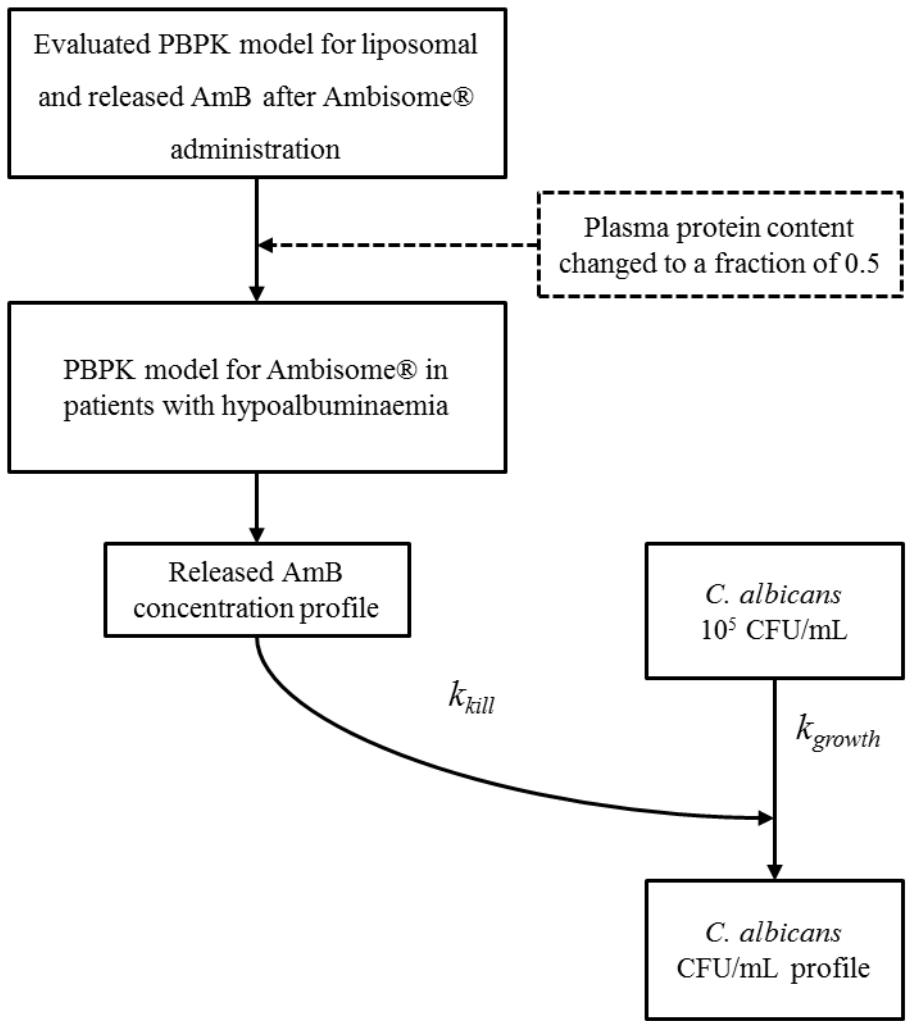 Evaluated PBPK model for liposomal
and released AmB after Ambisome®
administration
Plasma protein content
changed to a fraction of 0.5
PBPK model for Ambisome® in
patients with hypoalbuminaemia
Released AmB
concentration profile
C. albicans
10⁵ CFU/mL
k_kill
k_growth
C. albicans
CFU/mL profile